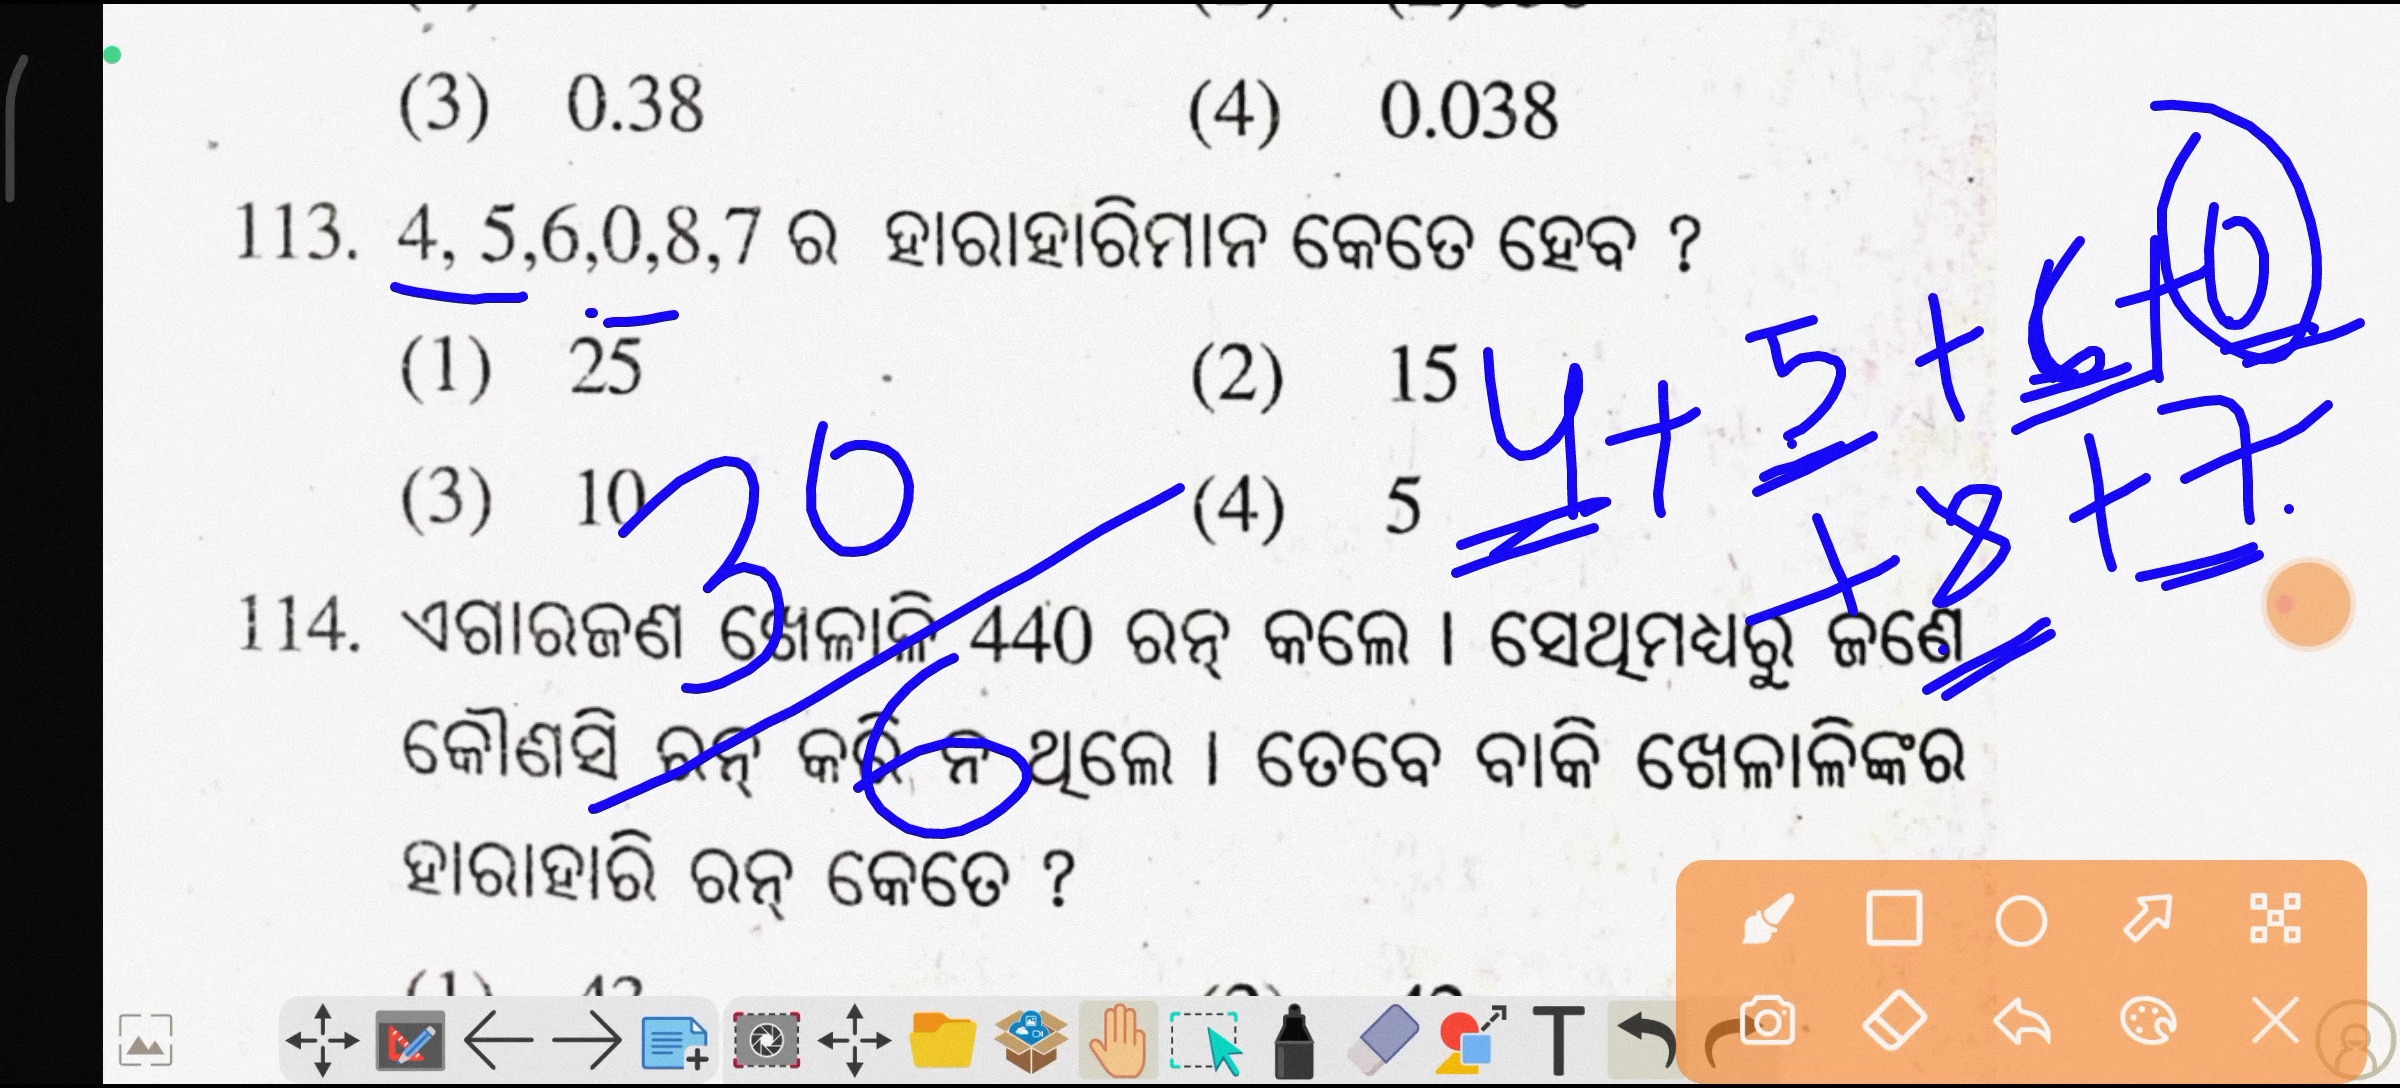 (3) 0.38 (4) 0.038
113. 4, 5,6,0,8,7 ର ହାରାହାରିମାନ କେତେ ହେବ ?
(1) 25 (2) 15
(3) 10 (4) 5
4 + 5 + 6 + 0
+ 8 + 7
30
6
114. ଏଗାରଜଣ ଖେଳାଳି 440 ରନ୍ କଲେ । ସେଥିମଧ୍ୟରୁ ଜଣେ
କୌଣସି ରନ୍ କରି ନ ଥିଲେ । ତେବେ ବାକି ଖେଳାଳିଙ୍କର
ହାରାହାରି ରନ୍ କେତେ ?
T